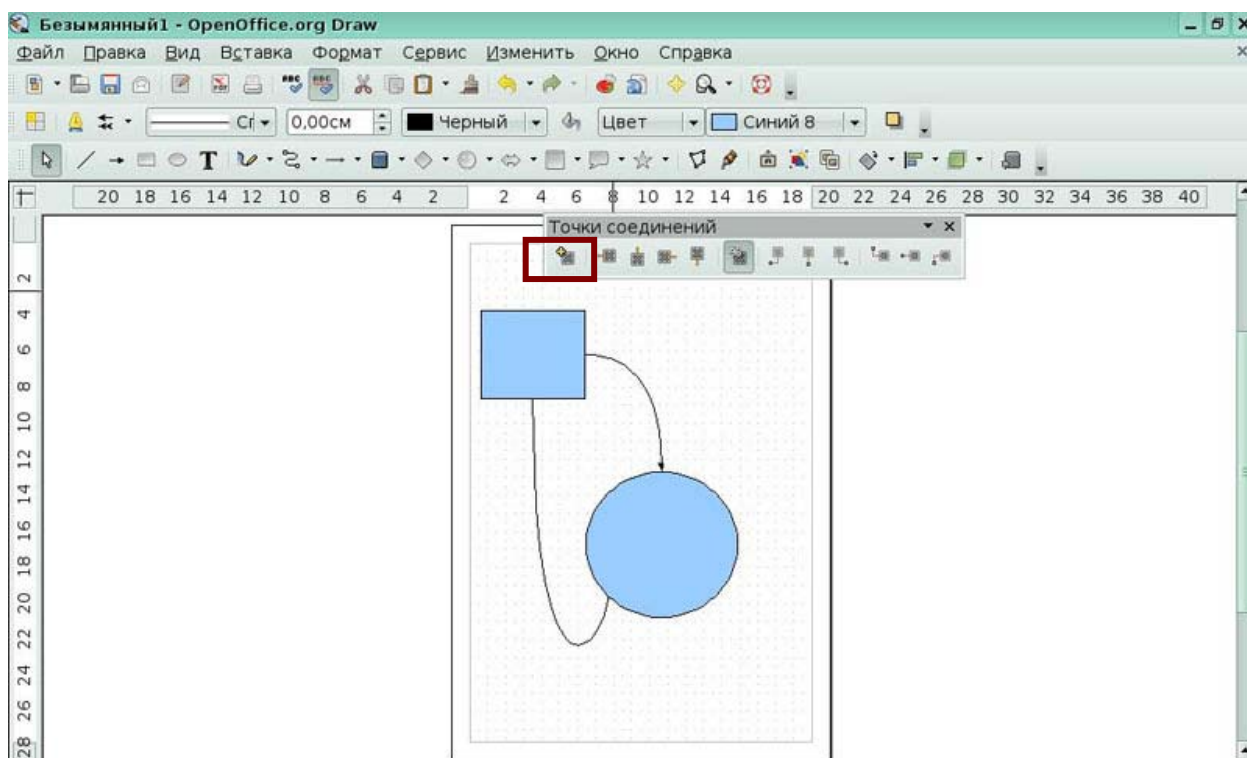 Безымянный1 - OpenOffice.org Draw
Файл Правка Вид Вставка Формат Сервис Изменить Окно Справка
0,00см Черный Цвет Синий 8
T
20 18 16 14 12 10 8 6 4 2 2 4 6 8 10 12 14 16 18 20 22 24 26 28 30 32 34 36 38 40
Точки соединений
2
4
6
8
10
12
14
16
18
20
22
24
26
28